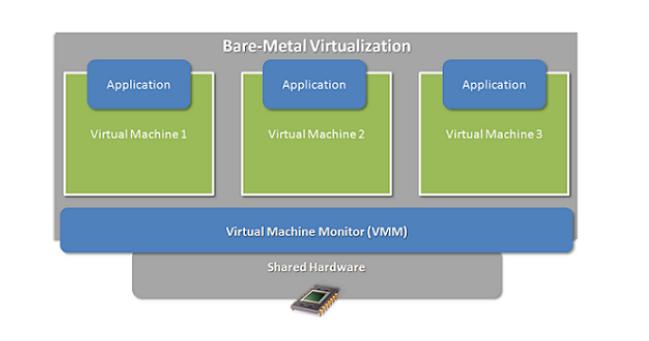 Bare-Metal Virtualization
Application
Application
Application
Virtual Machine 1
Virtual Machine 2
Virtual Machine 3
Virtual Machine Monitor (VMM)
Shared Hardware